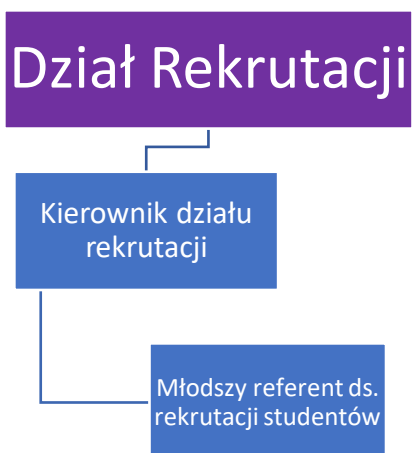 Dział Rekrutacji
Kierownik działu
rekrutacji
Młodszy referent ds.
rekrutacji studentów